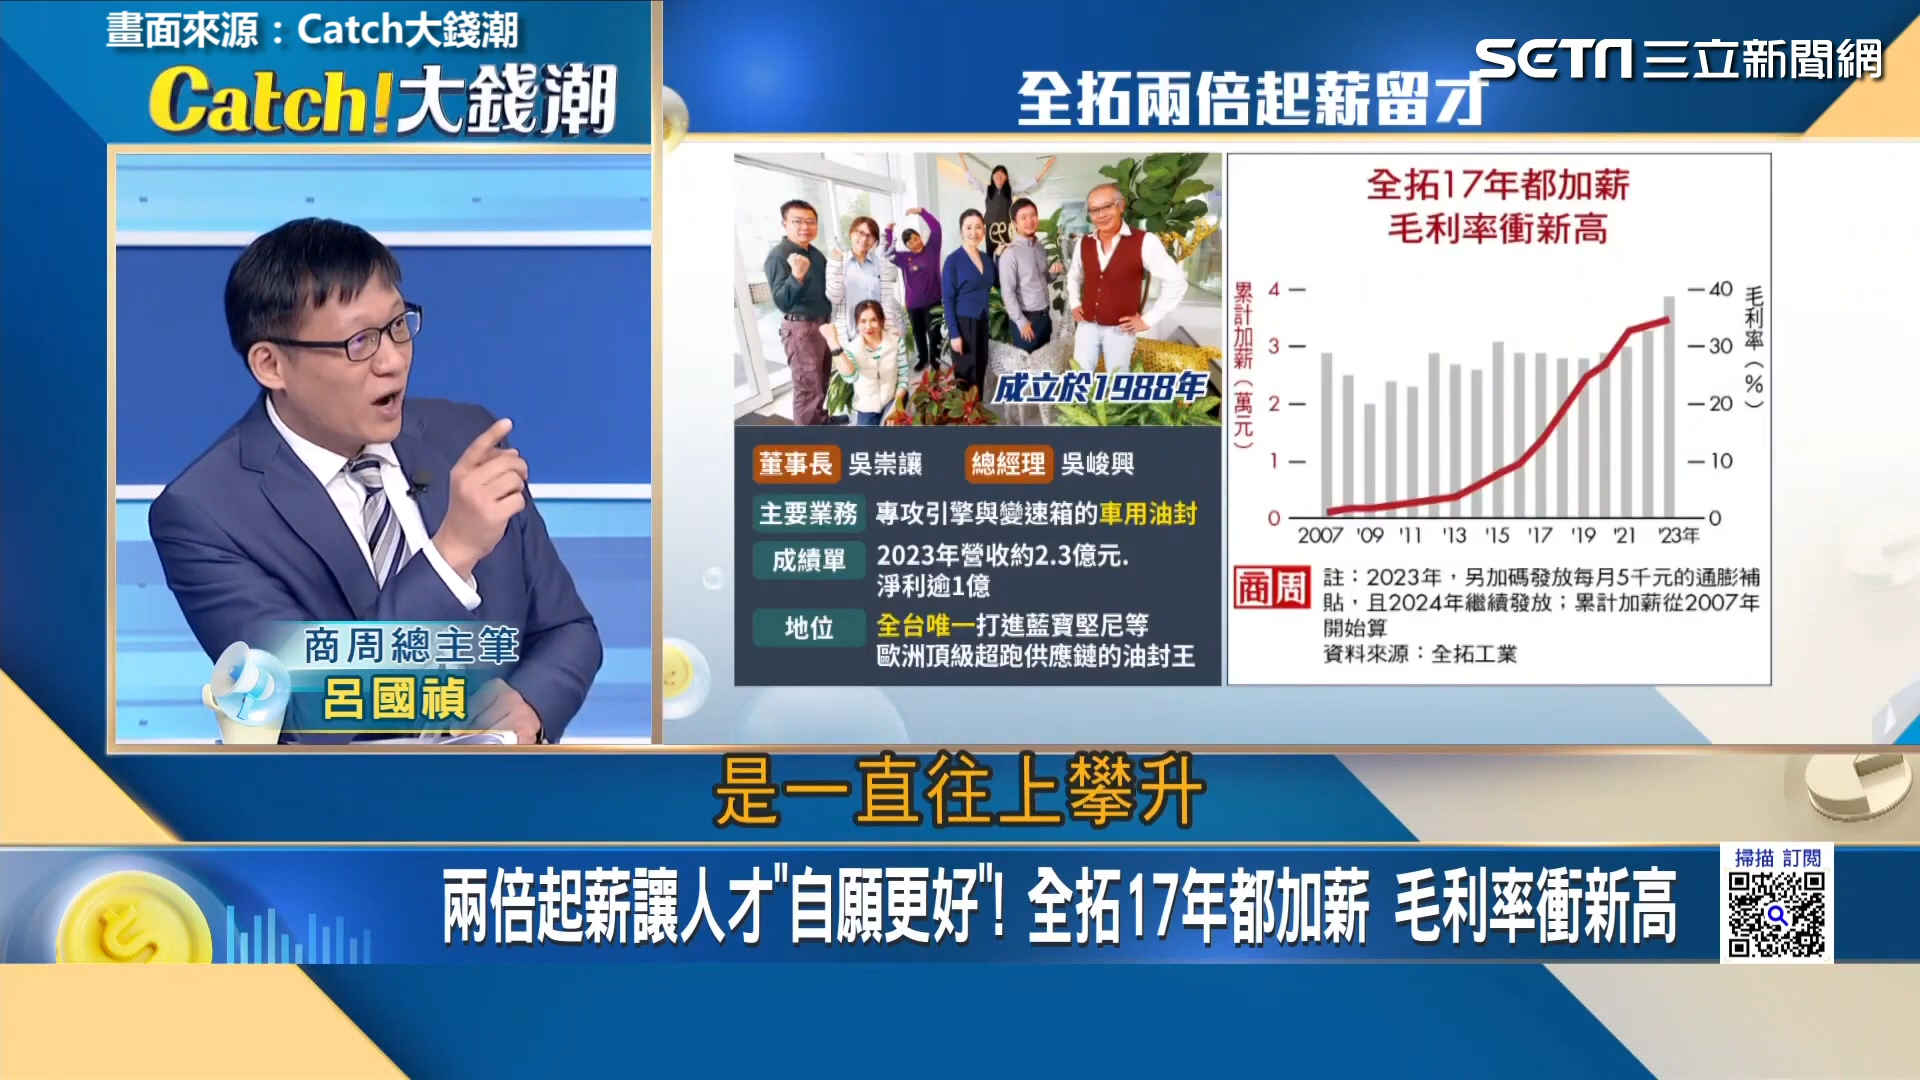 畫面來源：Catch大錢潮
Catch!大錢潮
SETN三立新聞網
全拓兩倍起薪留才
成立於1988年
董事長 吳崇讓 總經理 吳峻興
主要業務 專攻引擎與變速箱的車用油封
成績單 2023年營收約2.3億元.
淨利逾1億
地位 全台唯一打進藍寶堅尼等
歐洲頂級超跑供應鏈的油封王
全拓17年都加薪
毛利率衝新高
累計加薪（萬元）
4
3
2
1
0
毛利率（%）
40
30
20
10
0
2007 '09 '11 '13 '15 '17 '19 '21 '23年
商周
註：2023年，另加碼發放每月5千元的通膨補
貼，且2024年繼續發放；累計加薪從2007年
開始算
資料來源：全拓工業
商周總主筆
呂國禎
是一直往上攀升
兩倍起薪讓人才"自願更好"! 全拓17年都加薪 毛利率衝新高
掃描 訂閱